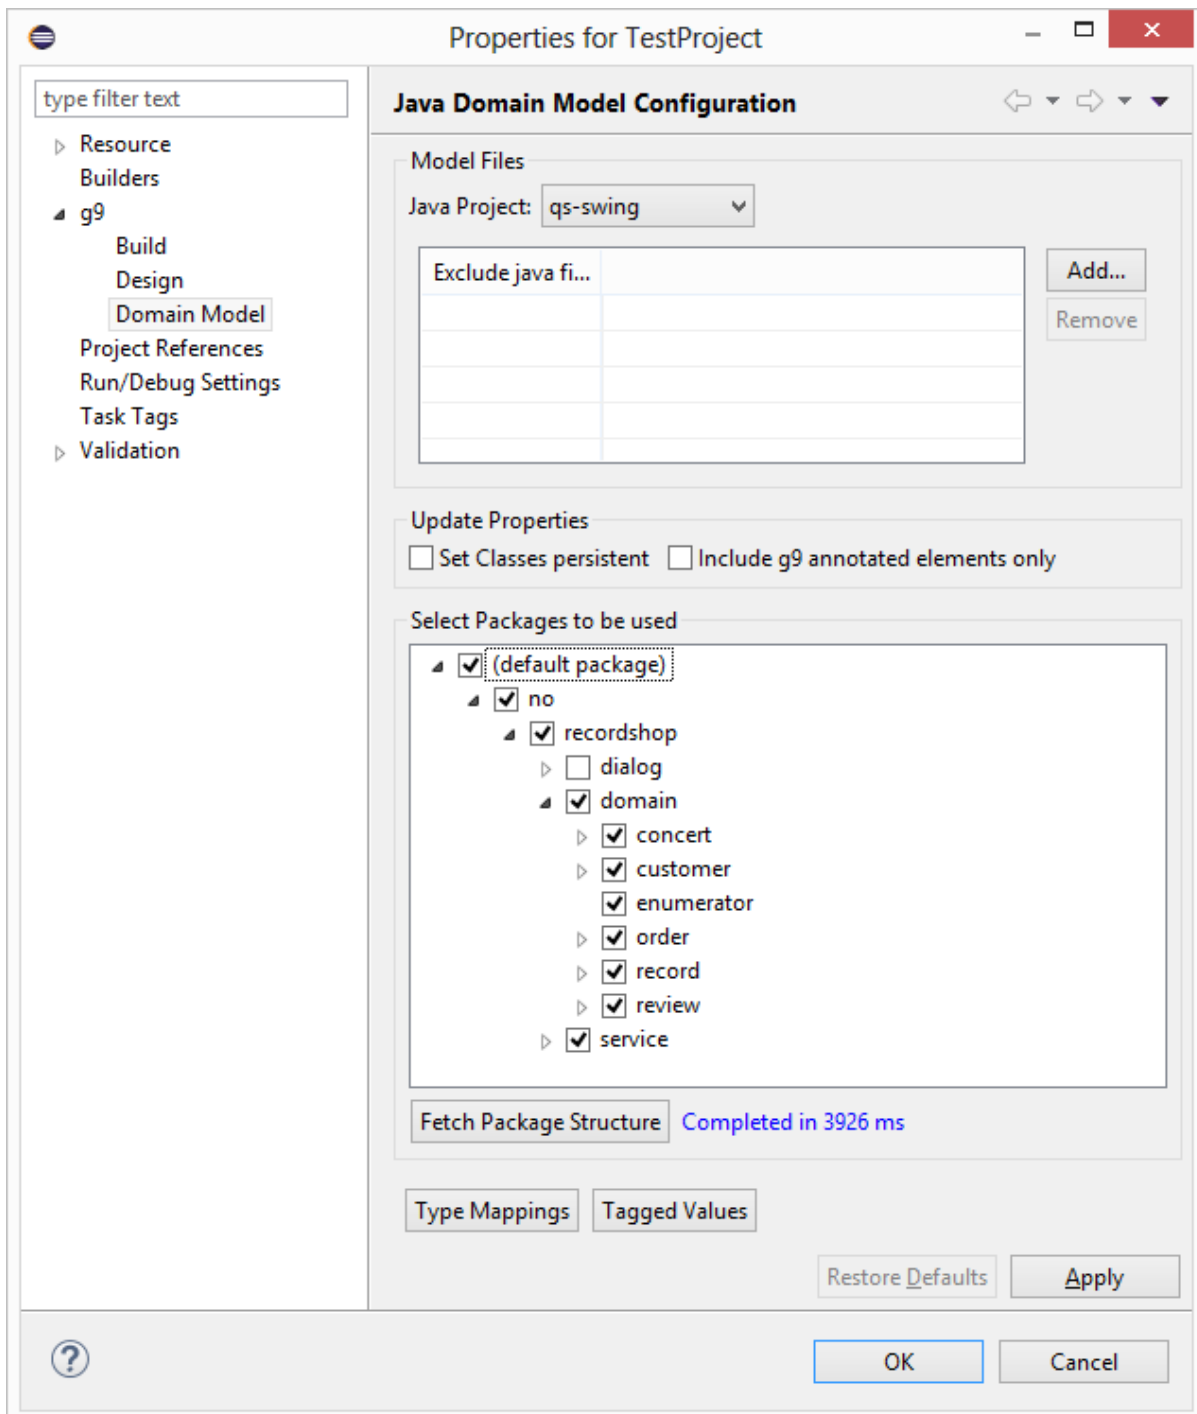 Properties for TestProject
type filter text
Resource
Builders
g9
Build
Design
Domain Model
Project References
Run/Debug Settings
Task Tags
Validation
Java Domain Model Configuration
Model Files
Java Project: qs-swing
Exclude java fi...
Add...
Remove
Update Properties
Set Classes persistent Include g9 annotated elements only
Select Packages to be used
(default package)
no
recordshop
dialog
domain
concert
customer
enumerator
order
record
review
service
Fetch Package Structure Completed in 3926 ms
Type Mappings Tagged Values
Restore Defaults Apply
? OK Cancel